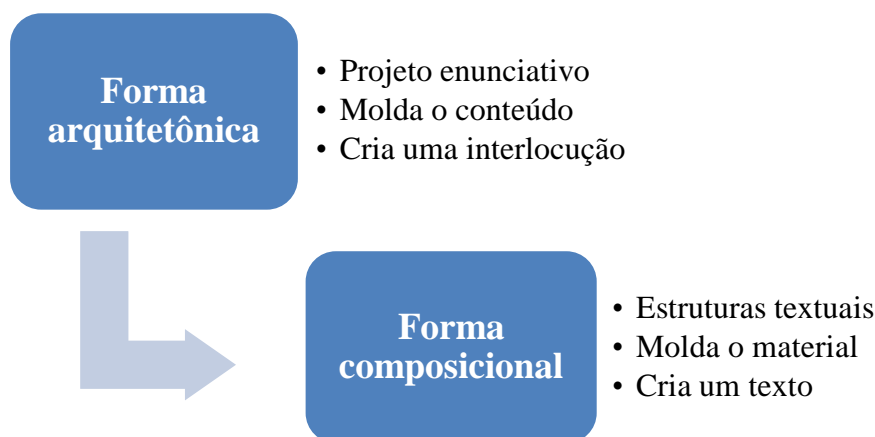 Forma
arquitetônica
• Projeto enunciativo
• Molda o conteúdo
• Cria uma interlocução
Forma
composicional
• Estruturas textuais
• Molda o material
• Cria um texto